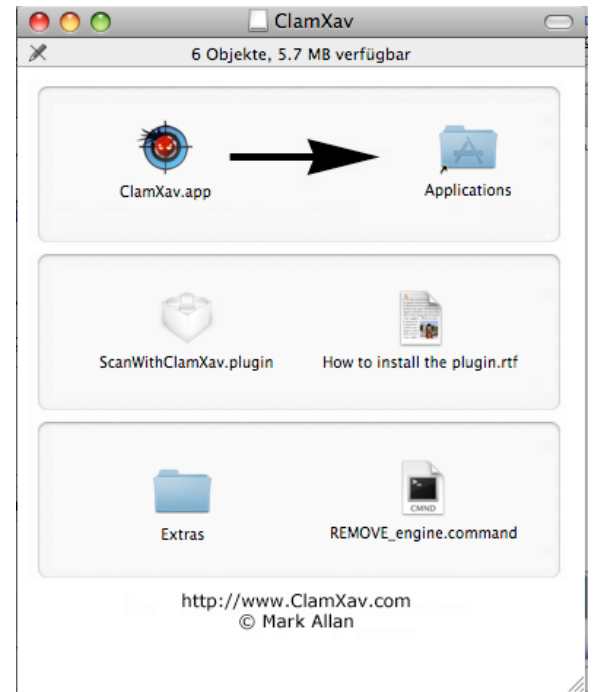 ClamXav
6 Objekte, 5.7 MB verfügbar
ClamXav.app
Applications
ScanWithClamXav.plugin
How to install the plugin.rtf
Extras
CMND
REMOVE_engine.command
http://www.ClamXav.com
© Mark Allan